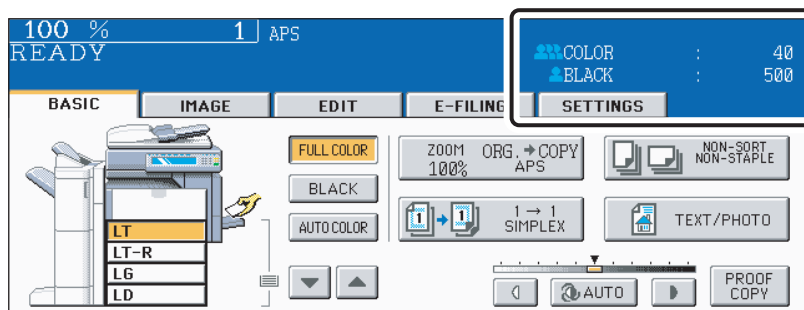 100 % 1 APS
READY
COLOR : 40
BLACK : 500
BASIC IMAGE EDIT E-FILING SETTINGS
FULL COLOR
BLACK
AUTO COLOR
ZOOM ORG.→COPY
100% APS
NON-SORT
NON-STAPLE
1 → 1 1 → 1
SIMPLEX
TEXT/PHOTO
LT
LT-R
LG
LD
AUTO
PROOF
COPY